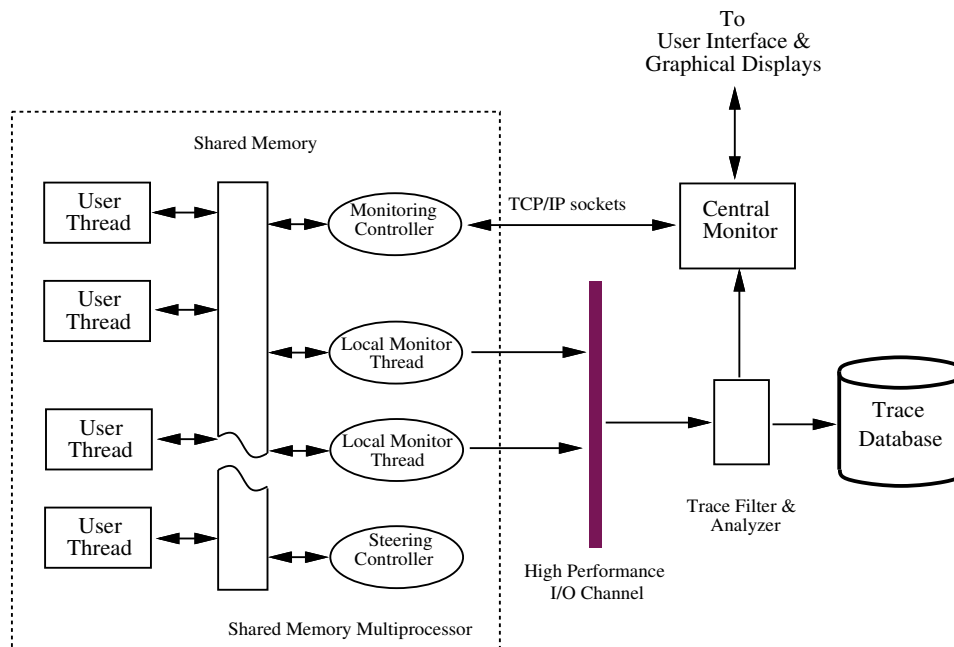 To
User Interface &
Graphical Displays
Shared Memory
User
Thread
Monitoring
Controller
TCP/IP sockets
Central
Monitor
User
Thread
Local Monitor
Thread
User
Thread
Local Monitor
Thread
Trace
Database
User
Thread
Steering
Controller
Trace Filter &
Analyzer
High Performance
I/O Channel
Shared Memory Multiprocessor